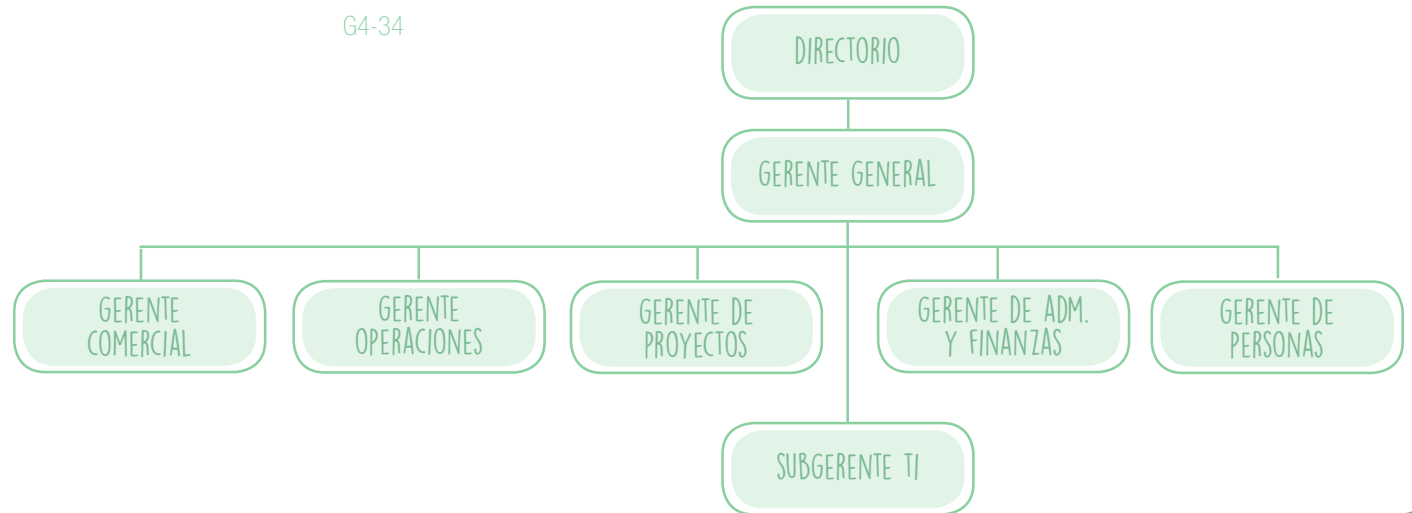 G4-34
DIRECTORIO
GERENTE GENERAL
GERENTE
COMERCIAL
GERENTE
OPERACIONES
GERENTE DE
PROYECTOS
GERENTE DE ADM.
Y FINANZAS
GERENTE DE
PERSONAS
SUBGERENTE TI